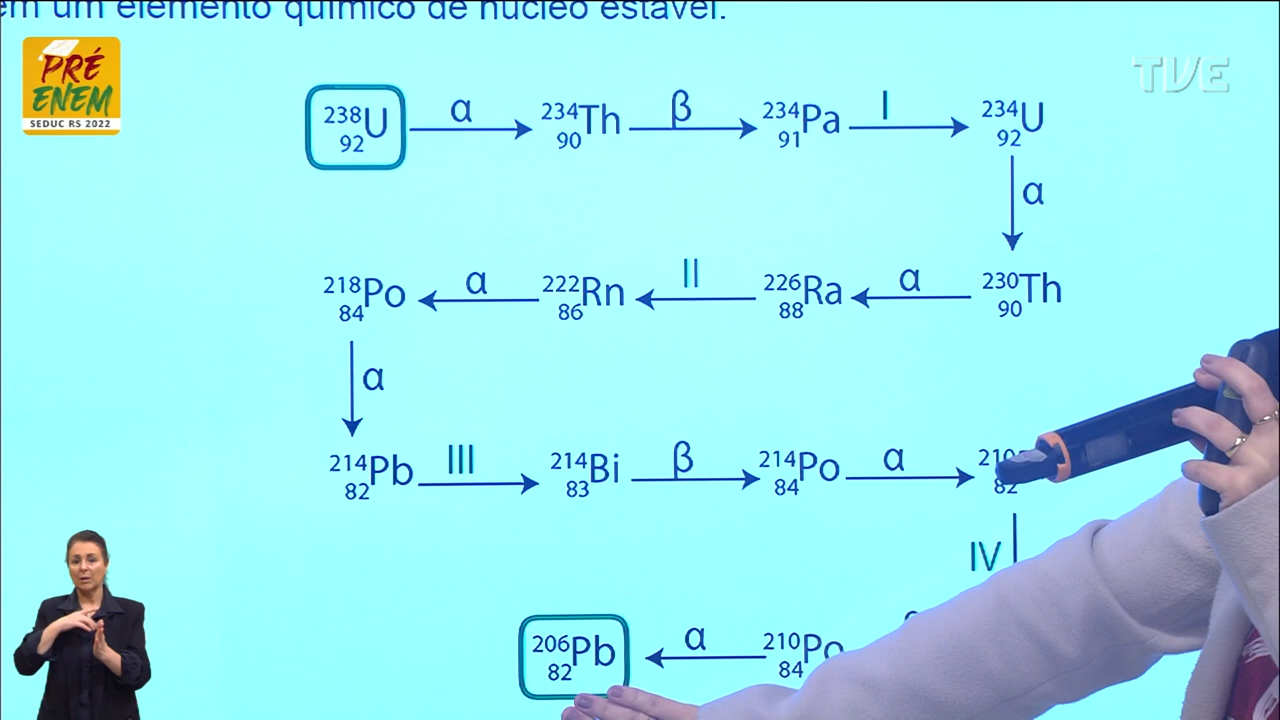 em um elemento químico de núcleo estável.
PRÉ
ENEM
SEDUC RS 2022
TVE
238 92 U α 234 90 Th β 234 91 Pa I 234 92 U
α
218 84 Po α 222 86 Rn II 226 88 Ra α 230 90 Th
α
214 82 Pb III 214 83 Bi β 214 84 Po α 210 82
IV
206 82 Pb α 210 84 Po